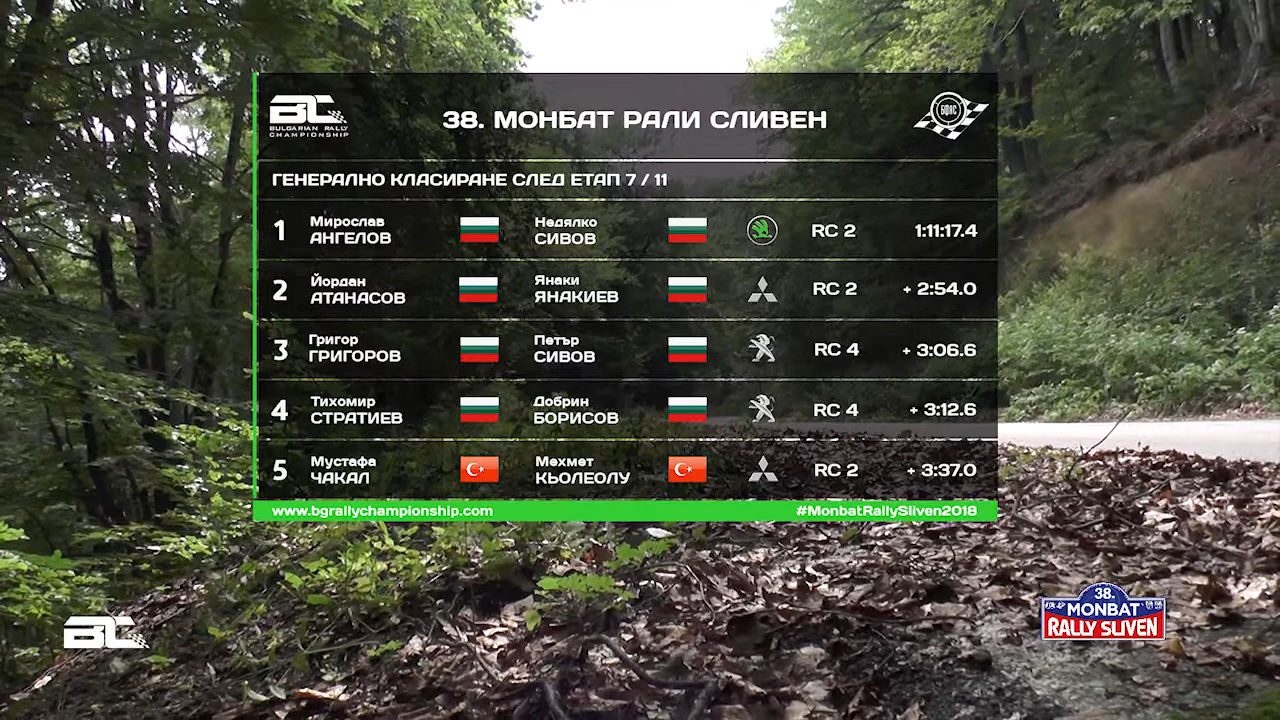 BULGARIAN RALLY
CHAMPIONSHIP
38. МОНБАТ РАЛИ СЛИВЕН
БФАС
ГЕНЕРАЛНО КЛАСИРАНЕ СЛЕД ЕТАП 7 / 11
1 Мирослав АНГЕЛОВ Недялко СИВОВ RC 2 1:11:17.4
2 Йордан АТАНАСОВ Янаки ЯНАКИЕВ RC 2 + 2:54.0
3 Григор ГРИГОРОВ Петър СИВОВ RC 4 + 3:06.6
4 Тихомир СТРАТИЕВ Добрин БОРИСОВ RC 4 + 3:12.6
5 Мустафа ЧАКАЛ Мехмет КЬОЛЕОЛУ RC 2 + 3:37.0
www.bgrallychampionship.com #MonbatRallySliven2018
38.
MONBAT
RALLY SLIVEN